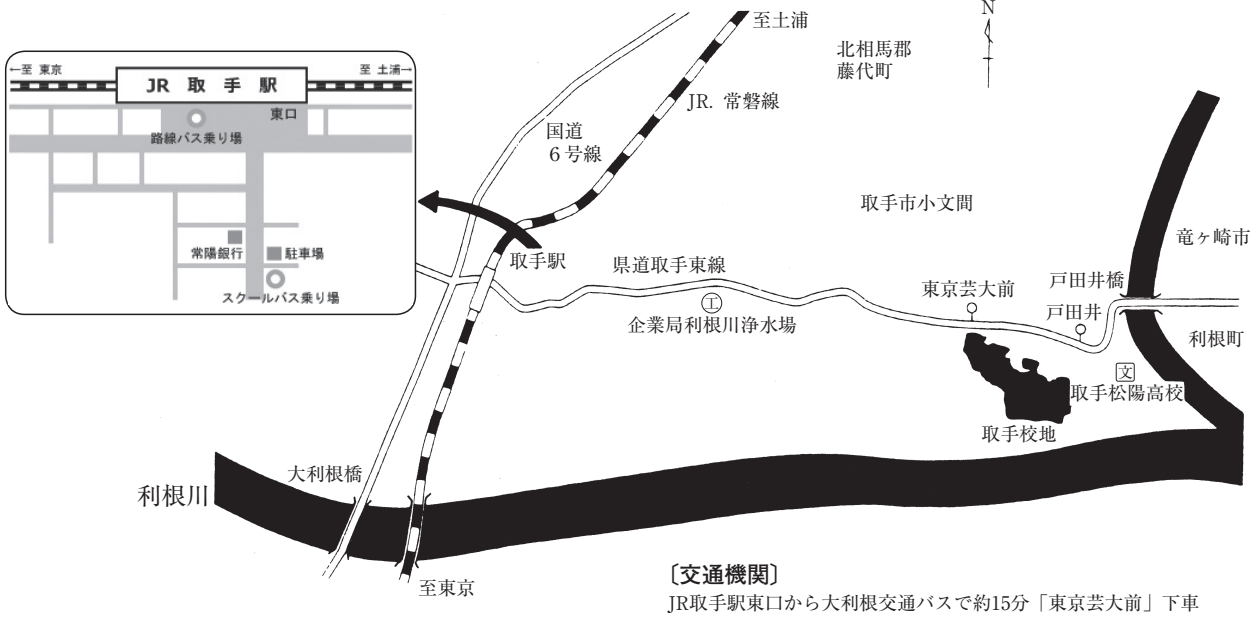 ←至 東京
至 土浦→
JR 取 手 駅
東口
路線バス乗り場
常陽銀行
駐車場
スクールバス乗り場
至土浦
N
北相馬郡
藤代町
JR. 常磐線
国道
6号線
取手市小文間
竜ヶ崎市
取手駅
県道取手東線
戸田井橋
東京芸大前
戸田井
工
企業局利根川浄水場
利根町
文
取手松陽高校
取手校地
大利根橋
利根川
至東京
〔交通機関〕
JR取手駅東口から大利根交通バスで約15分「東京芸大前」下車